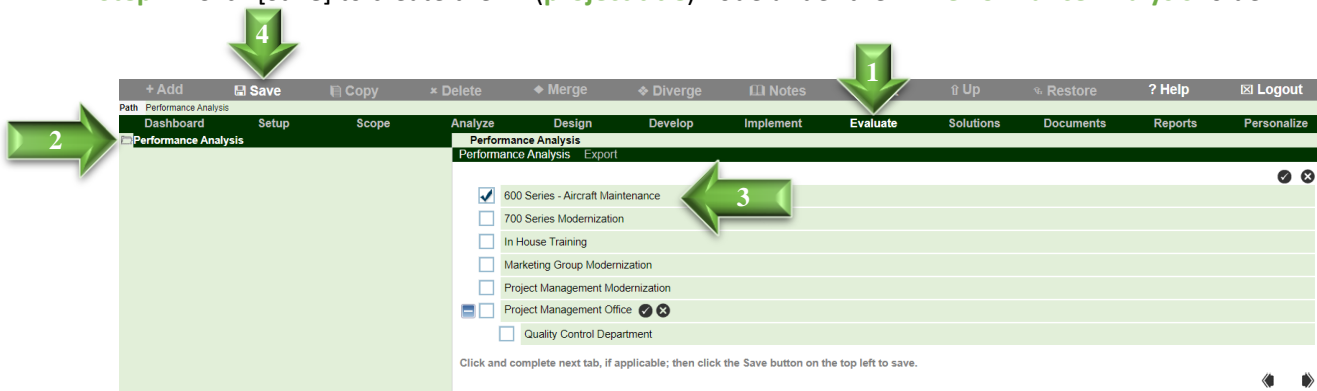 4
1
+ Add Save Copy × Delete Merge Diverge Notes Up Restore ? Help Logout
Path Performance Analysis
Dashboard Setup Scope Analyze Design Develop Implement Evaluate Solutions Documents Reports Personalize
2
Performance Analysis
Performance Analysis
Performance Analysis Export
600 Series - Aircraft Maintenance
3
700 Series Modernization
In House Training
Marketing Group Modernization
Project Management Modernization
Project Management Office
Quality Control Department
Click and complete next tab, if applicable; then click the Save button on the top left to save.